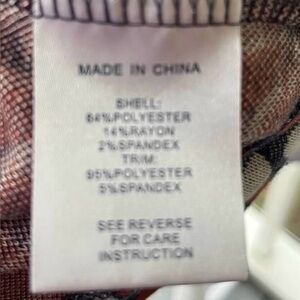 MADE IN CHINA
SHELL:
84%POLYESTER
14%RAYON
2%SPANDEX
TRIM:
95%POLYESTER
5%SPANDEX
SEE REVERSE
FOR CARE
INSTRUCTION